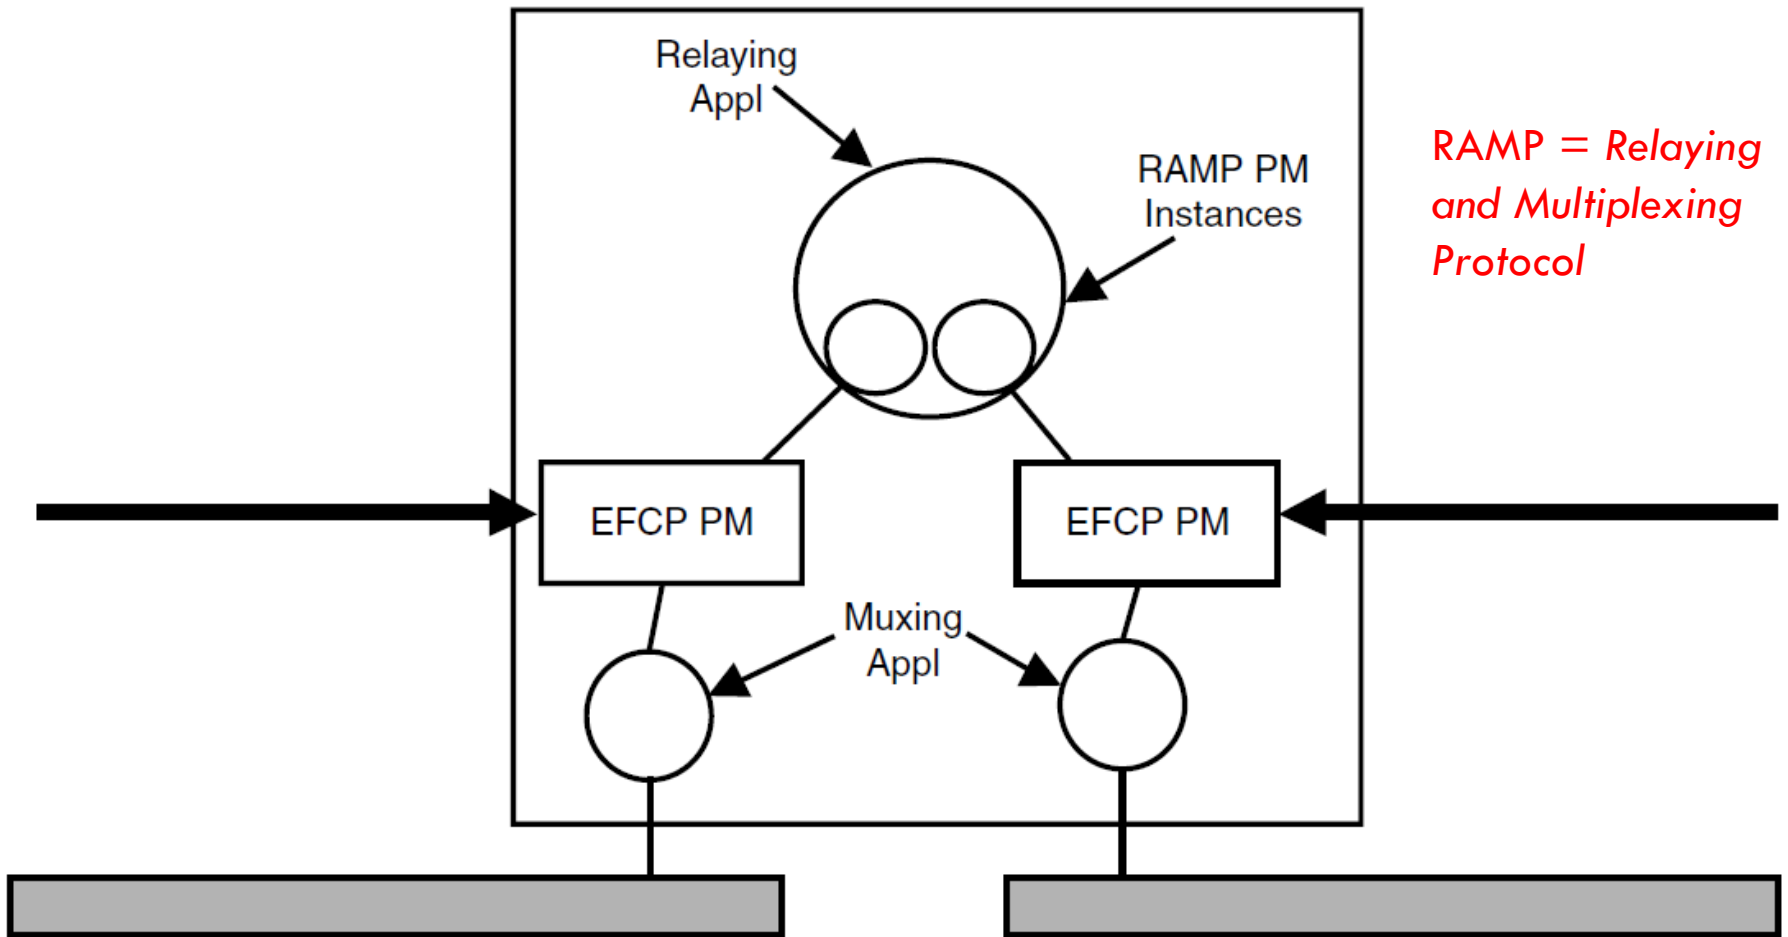 Relaying
Appl
RAMP PM
Instances
RAMP = Relaying
and Multiplexing
Protocol
EFCP PM
EFCP PM
Muxing
Appl